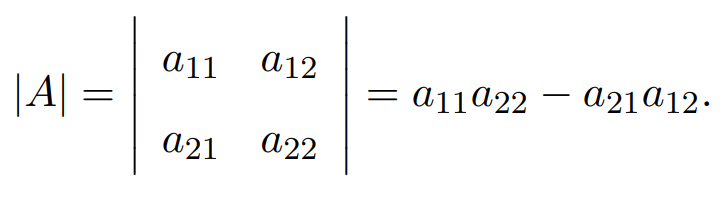 |A| = | a₁₁ a₁₂ | = a₁₁a₂₂ − a₂₁a₁₂.
| a₂₁ a₂₂ |